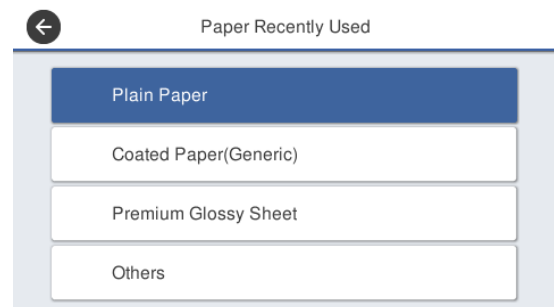 Paper Recently Used
Plain Paper
Coated Paper(Generic)
Premium Glossy Sheet
Others